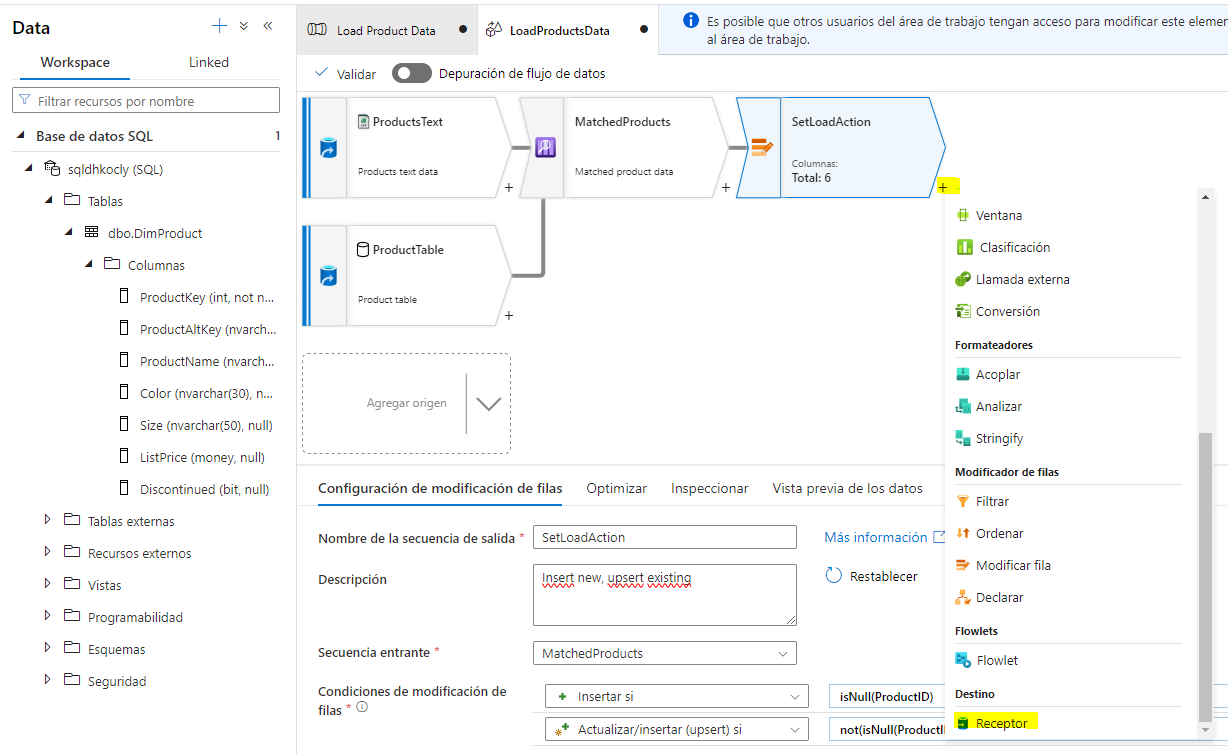 Data
Workspace
Linked
Filtrar recursos por nombre
Base de datos SQL
1
sqldhkocly (SQL)
Tablas
dbo.DimProduct
Columnas
ProductKey (int, not n...
ProductAltKey (nvarch...
ProductName (nvarch...
Color (nvarchar(30), n...
Size (nvarchar(50), null)
ListPrice (money, null)
Discontinued (bit, null)
Tablas externas
Recursos externos
Vistas
Programabilidad
Esquemas
Seguridad
Load Product Data
LoadProductsData
Es posible que otros usuarios del área de trabajo tengan acceso para modificar este elemen
al área de trabajo.
Validar
Depuración de flujo de datos
ProductsText
Products text data
+
MatchedProducts
Matched product data
+
SetLoadAction
Columnas:
Total: 6
+
ProductTable
Product table
+
Agregar origen
Ventana
Clasificación
Llamada externa
Conversión
Formateadores
Acoplar
Analizar
Stringify
Modificador de filas
Filtrar
Ordenar
Modificar fila
Declarar
Flowlets
Flowlet
Destino
Receptor
Configuración de modificación de filas
Optimizar
Inspeccionar
Vista previa de los datos
Nombre de la secuencia de salida *
SetLoadAction
Más información
Descripción
Insert new, upsert existing
Restablecer
Secuencia entrante *
MatchedProducts
Condiciones de modificación de
filas *
Insertar si
isNull(ProductID)
Actualizar/insertar (upsert) si
not(isNull(ProductI